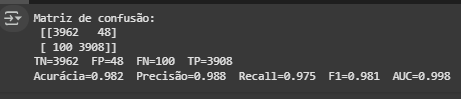 Matriz de confusão:
[[3962 48]
[ 100 3908]]
TN=3962 FP=48 FN=100 TP=3908
Acurácia=0.982 Precisão=0.988 Recall=0.975 F1=0.981 AUC=0.998